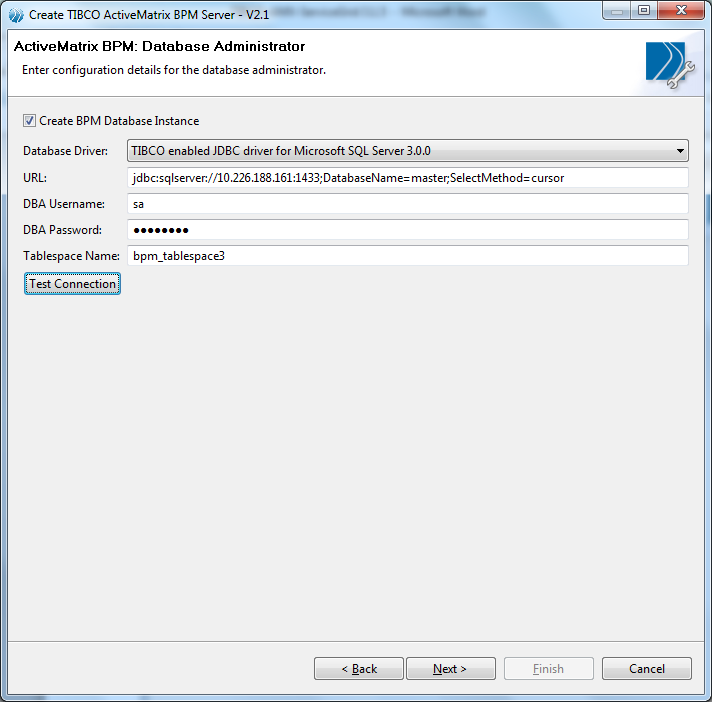 Create TIBCO ActiveMatrix BPM Server - V2.1
ActiveMatrix BPM: Database Administrator
Enter configuration details for the database administrator.
Create BPM Database Instance
Database Driver: TIBCO enabled JDBC driver for Microsoft SQL Server 3.0.0
URL: jdbc:sqlserver://10.226.188.161:1433;DatabaseName=master;SelectMethod=cursor
DBA Username: sa
DBA Password: ●●●●●●●●
Tablespace Name: bpm_tablespace3
Test Connection
< Back Next > Finish Cancel